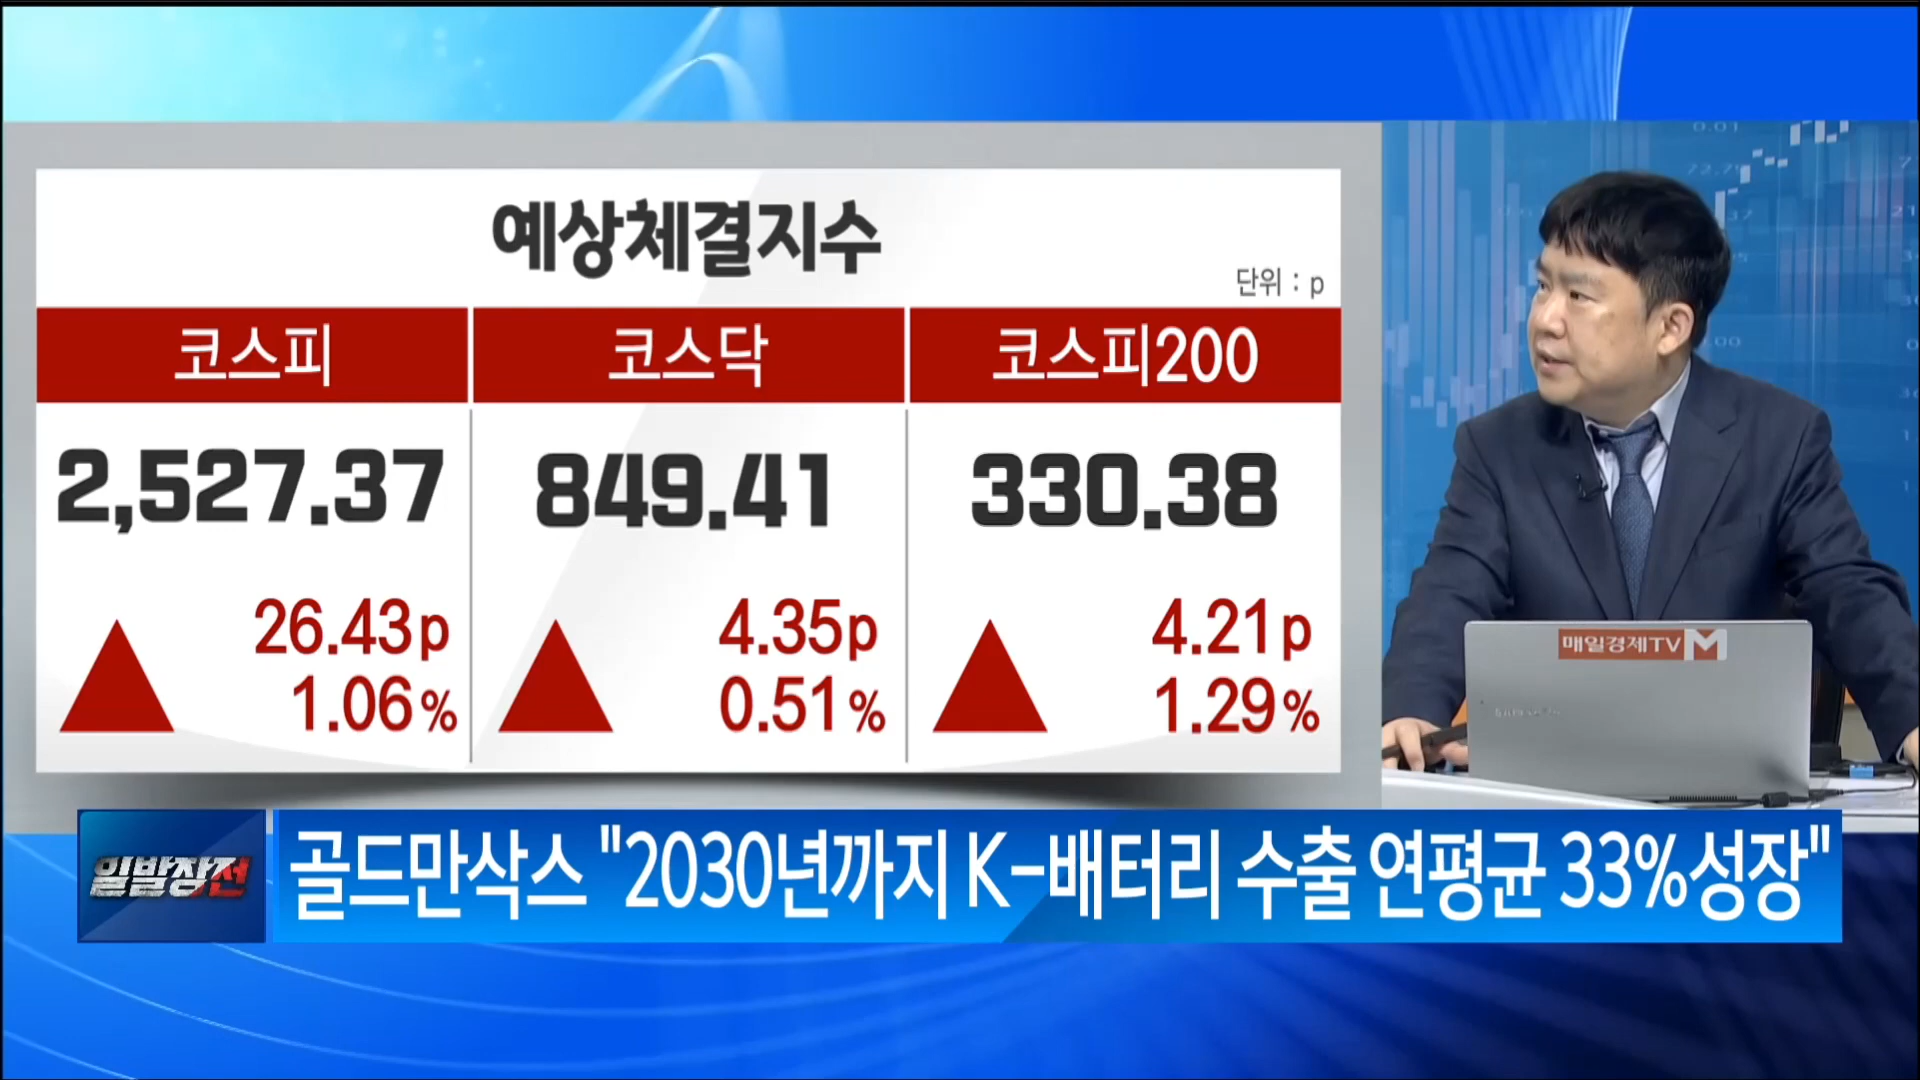 예상체결지수
단위 : p
코스피 코스닥 코스피200
2,527.37 849.41 330.38
▲ 26.43p ▲ 4.35p ▲ 4.21p
1.06% 0.51% 1.29%
매일경제TV M
일발장전
골드만삭스 "2030년까지 K-배터리 수출 연평균 33%성장"